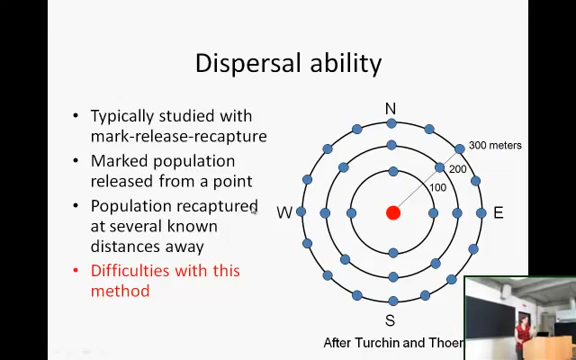 Dispersal ability
• Typically studied with
mark-release-recapture
• Marked population
released from a point
• Population recaptured
at several known
distances away
• Difficulties with this
method
N
300 meters
200
100
W
E
S
After Turchin and Thoen